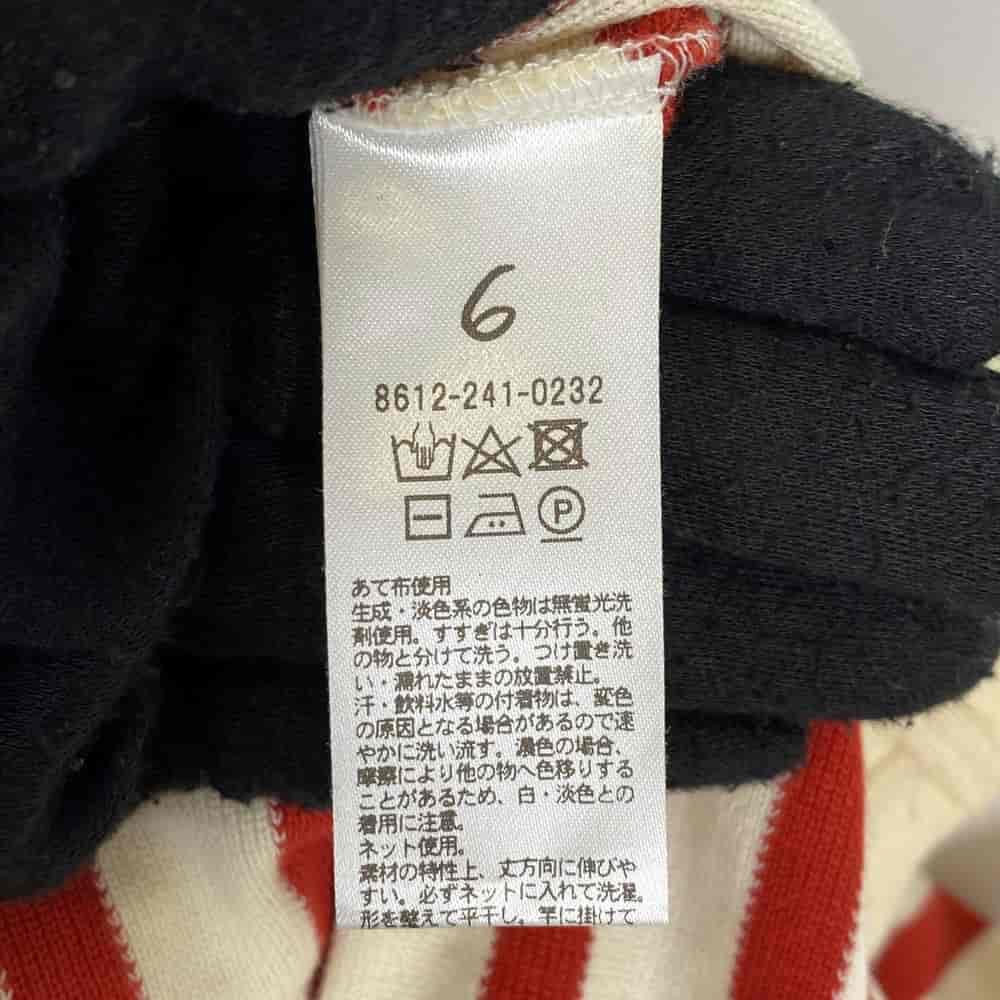 6
8612-241-0232
P
あて布使用
生成・淡色系の色物は無蛍光洗
剤使用。すすぎは十分行う。他
の物と分けて洗う。つけ置き洗
い・濡れたままの放置禁止。
汗・飲料水等の付着物は、変色
の原因となる場合があるので速
やかに洗い流す。濃色の場合、
摩擦により他の物へ色移りする
ことがあるため、白・淡色との
着用に注意。
ネット使用。
素材の特性上、丈方向に伸びや
すい。必ずネットに入れて洗濯。
形を整えて平干し。竿に掛けて